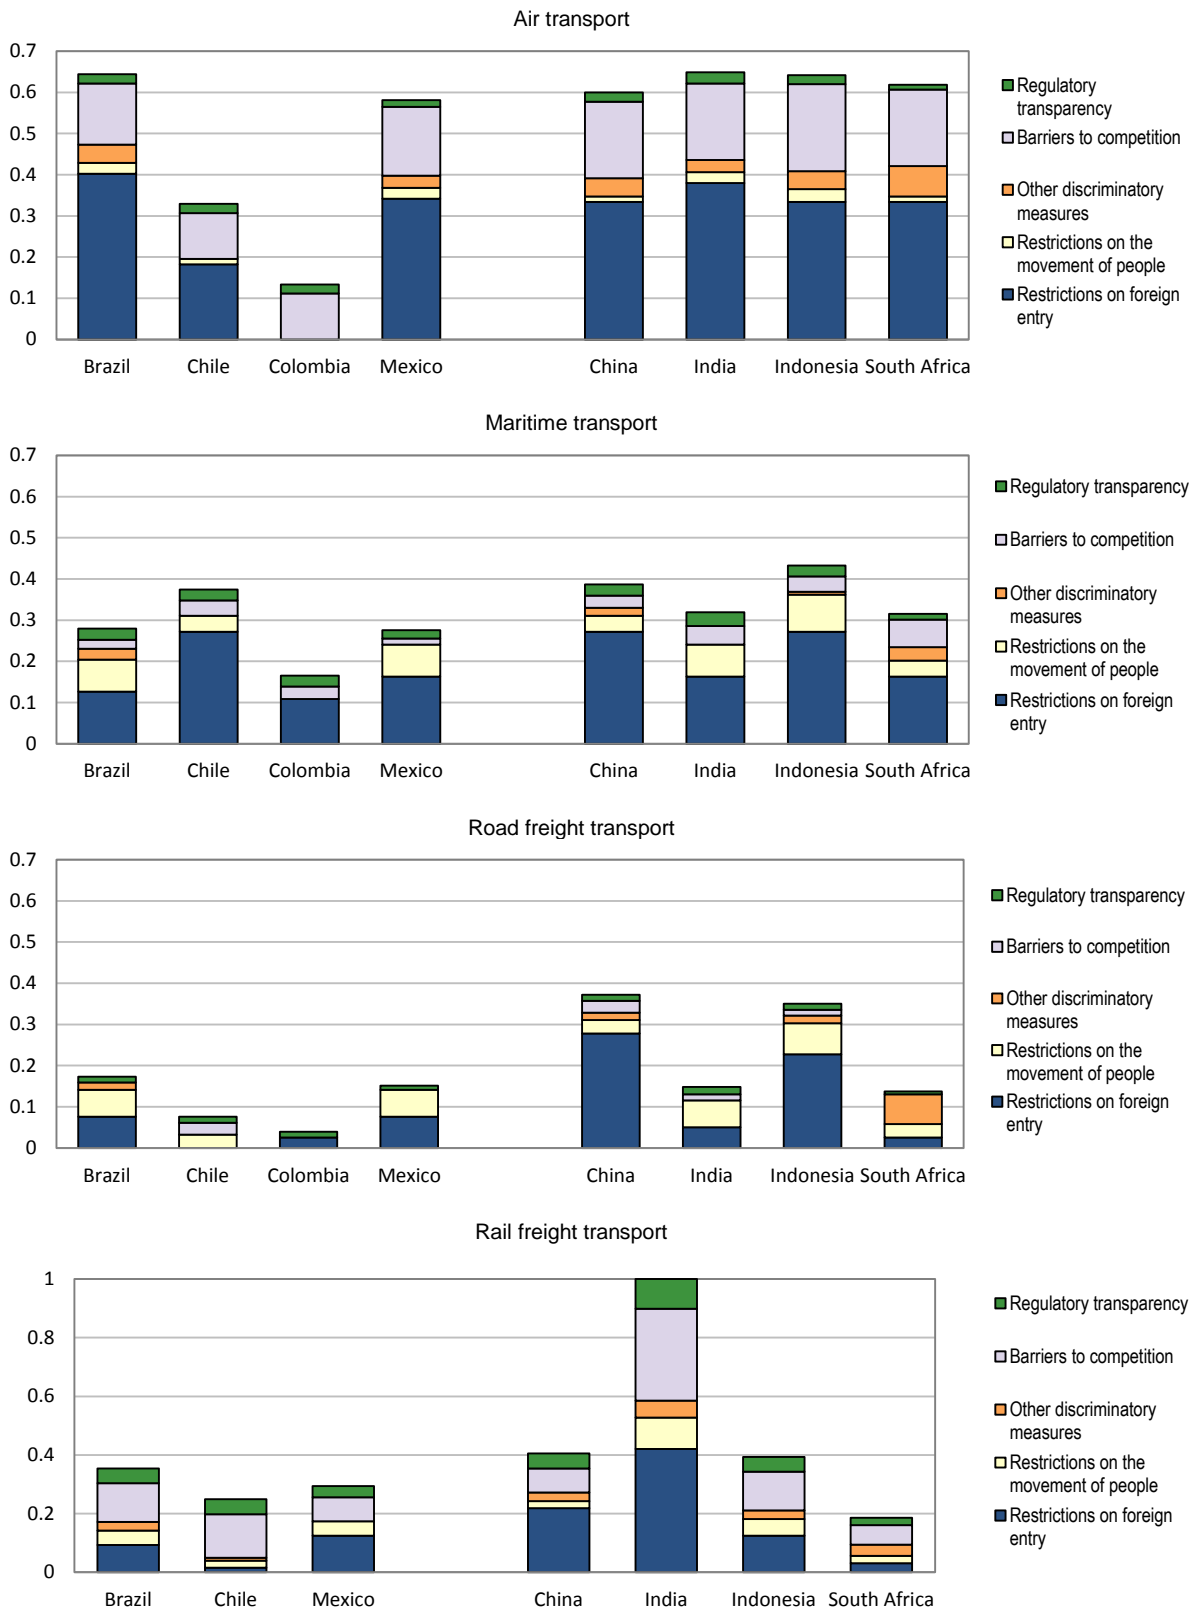 Air transport
0.7
0.6
0.5
0.4
0.3
0.2
0.1
0
Brazil Chile Colombia Mexico China India Indonesia South Africa
Regulatory
transparency
Barriers to competition
Other discriminatory
measures
Restrictions on the
movement of people
Restrictions on foreign
entry
Maritime transport
0.7
0.6
0.5
0.4
0.3
0.2
0.1
0
Brazil Chile Colombia Mexico China India Indonesia South Africa
Regulatory transparency
Barriers to competition
Other discriminatory
measures
Restrictions on the
movement of people
Restrictions on foreign
entry
Road freight transport
0.7
0.6
0.5
0.4
0.3
0.2
0.1
0
Brazil Chile Colombia Mexico China India Indonesia South Africa
Regulatory transparency
Barriers to competition
Other discriminatory
measures
Restrictions on the
movement of people
Restrictions on foreign
entry
Rail freight transport
1
0.8
0.6
0.4
0.2
0
Brazil Chile Mexico China India Indonesia South Africa
Regulatory transparency
Barriers to competition
Other discriminatory
measures
Restrictions on the
movement of people
Restrictions on foreign
entry